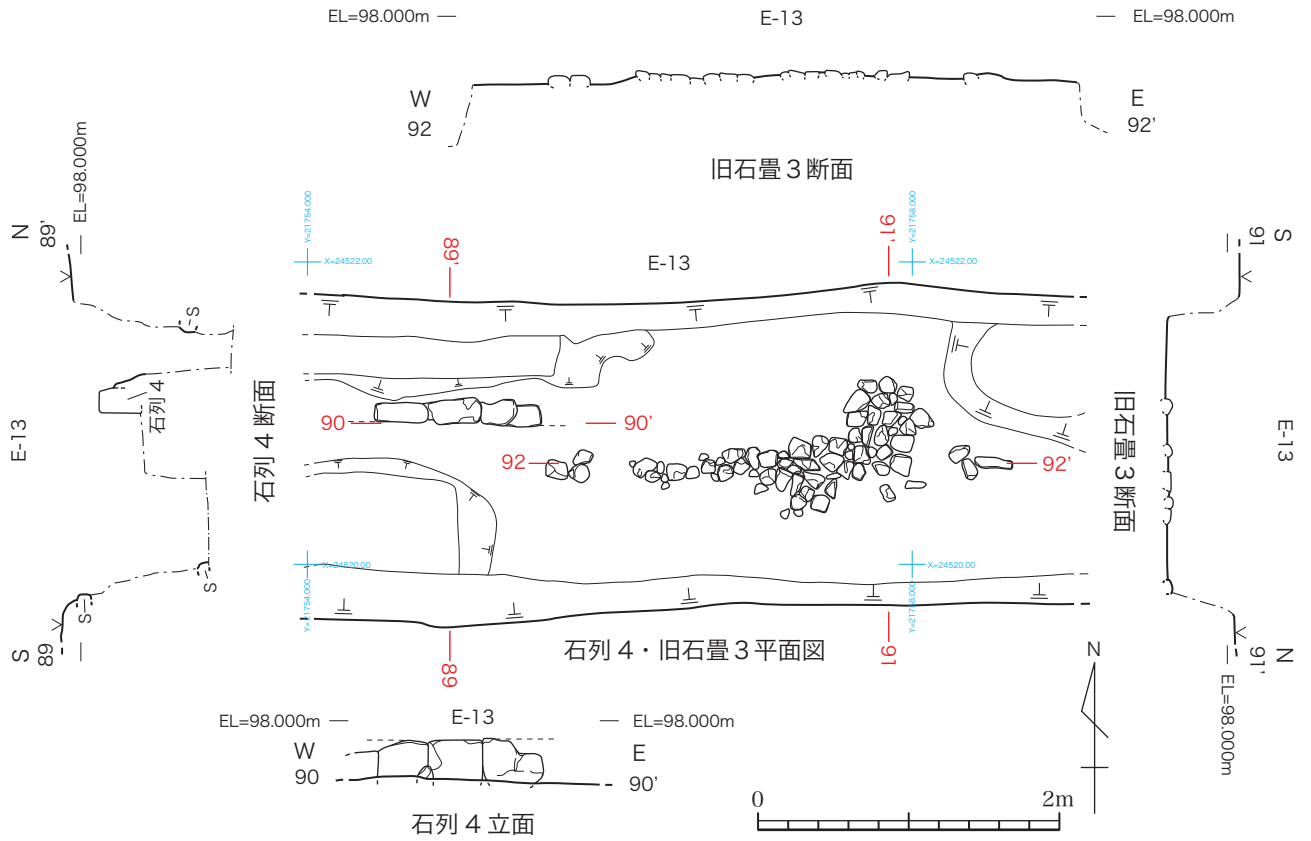 EL=98.000m
E-13
EL=98.000m
W
92
E
92'
旧石畳３断面
N
89'
EL=98.000m
S
石列４
E-13
S
S
S
89
石列４断面
Y=21754.000
X=24522.00
89'
E-13
91'
Y=21758.000
X=24522.00
90
90'
92
92'
X=24520.00
Y=21754.000
X=24520.00
Y=21758.000
89
91
石列４・旧石畳３平面図
旧石畳３断面
S
91
E-13
N
91'
EL=98.000m
N
EL=98.000m
E-13
EL=98.000m
W
90
E
90'
石列４立面
0
2m